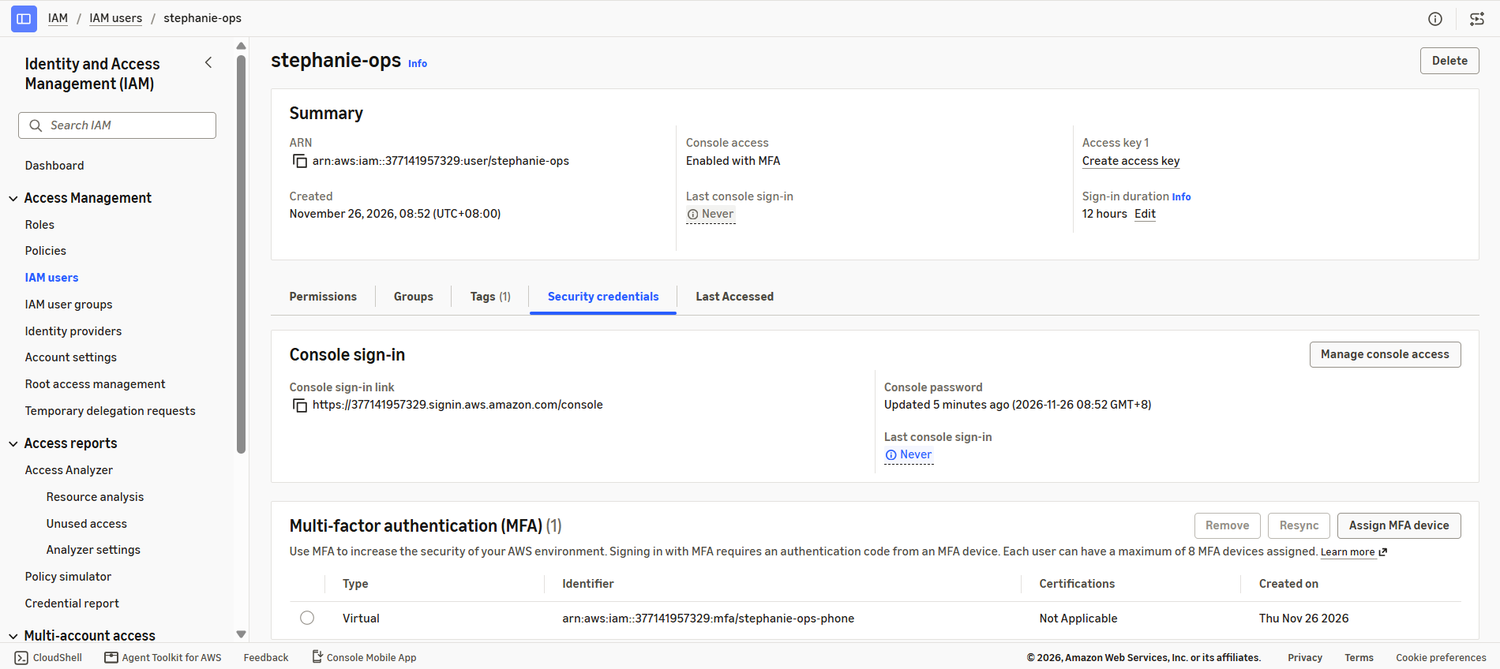 IAM / IAM users / stephanie-ops
Identity and Access
Management (IAM)
Search IAM
Dashboard
Access Management
Roles
Policies
IAM users
IAM user groups
Identity providers
Account settings
Root access management
Temporary delegation requests
Access reports
Access Analyzer
Resource analysis
Unused access
Analyzer settings
Policy simulator
Credential report
Multi-account access
stephanie-ops Info
Delete
Summary
ARN
arn:aws:iam::377141957329:user/stephanie-ops
Created
November 26, 2026, 08:52 (UTC+08:00)
Console access
Enabled with MFA
Last console sign-in
Never
Access key 1
Create access key
Sign-in duration Info
12 hours Edit
Permissions Groups Tags (1) Security credentials Last Accessed
Console sign-in
Manage console access
Console sign-in link
https://377141957329.signin.aws.amazon.com/console
Console password
Updated 5 minutes ago (2026-11-26 08:52 GMT+8)
Last console sign-in
Never
Multi-factor authentication (MFA) (1)
Remove Resync Assign MFA device
Use MFA to increase the security of your AWS environment. Signing in with MFA requires an authentication code from an MFA device. Each user can have a maximum of 8 MFA devices assigned. Learn more
Type Identifier Certifications Created on
Virtual arn:aws:iam::377141957329:mfa/stephanie-ops-phone Not Applicable Thu Nov 26 2026
CloudShell Agent Toolkit for AWS Feedback Console Mobile App © 2026, Amazon Web Services, Inc. or its affiliates. Privacy Terms Cookie preferences